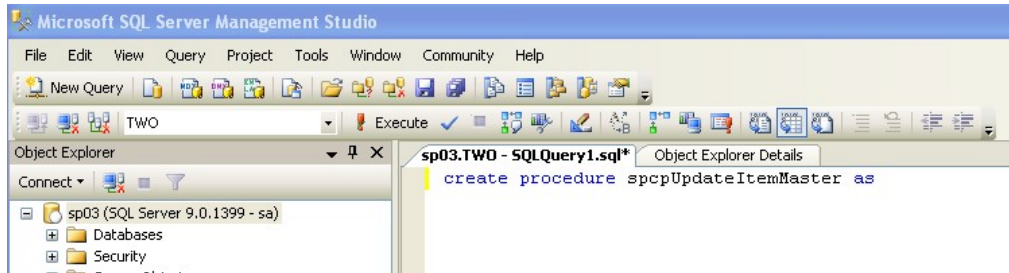 Microsoft SQL Server Management Studio
File Edit View Query Project Tools Window Community Help
New Query
TWO Execute
Object Explorer
sp03.TWO - SQLQuery1.sql* Object Explorer Details
Connect
create procedure spcpUpdateItemMaster as
sp03 (SQL Server 9.0.1399 - sa)
Databases
Security